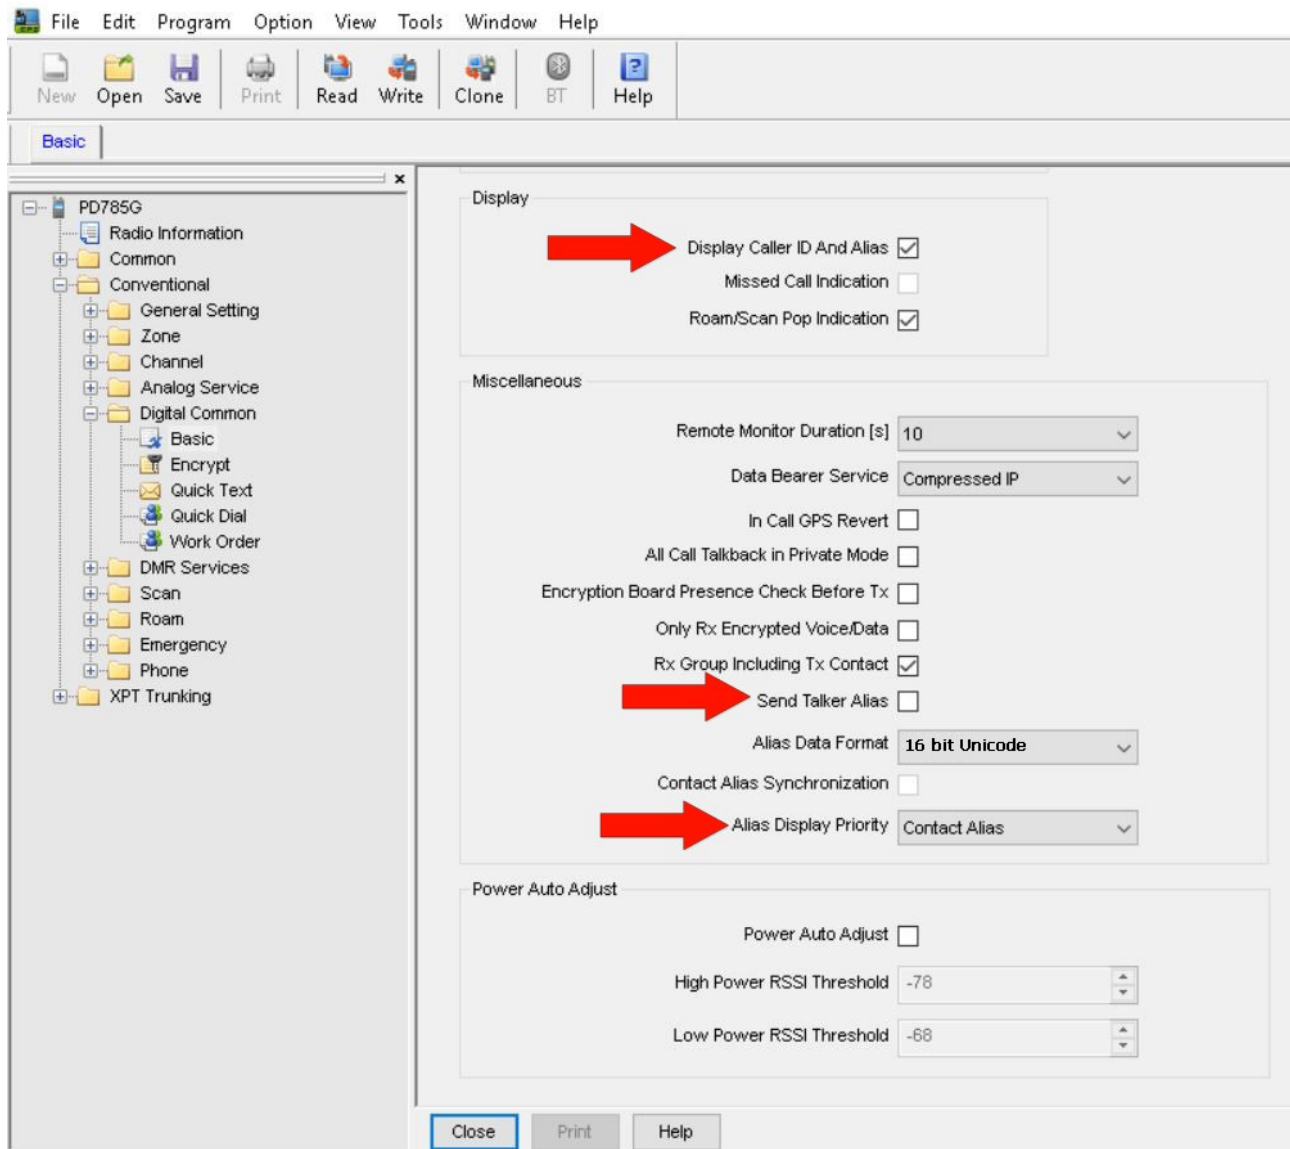 File Edit Program Option View Tools Window Help
New Open Save Print Read Write Clone BT Help
Basic
PD785G
Radio Information
Common
Conventional
General Setting
Zone
Channel
Analog Service
Digital Common
Basic
Encrypt
Quick Text
Quick Dial
Work Order
DMR Services
Scan
Roam
Emergency
Phone
XPT Trunking
Display
Display Caller ID And Alias
Missed Call Indication
Roam/Scan Pop Indication
Miscellaneous
Remote Monitor Duration [s] 10
Data Bearer Service Compressed IP
In Call GPS Revert
All Call Talkback in Private Mode
Encryption Board Presence Check Before Tx
Only Rx Encrypted Voice/Data
Rx Group Including Tx Contact
Send Talker Alias
Alias Data Format 16 bit Unicode
Contact Alias Synchronization
Alias Display Priority Contact Alias
Power Auto Adjust
Power Auto Adjust
High Power RSSI Threshold -78
Low Power RSSI Threshold -68
Close Print Help